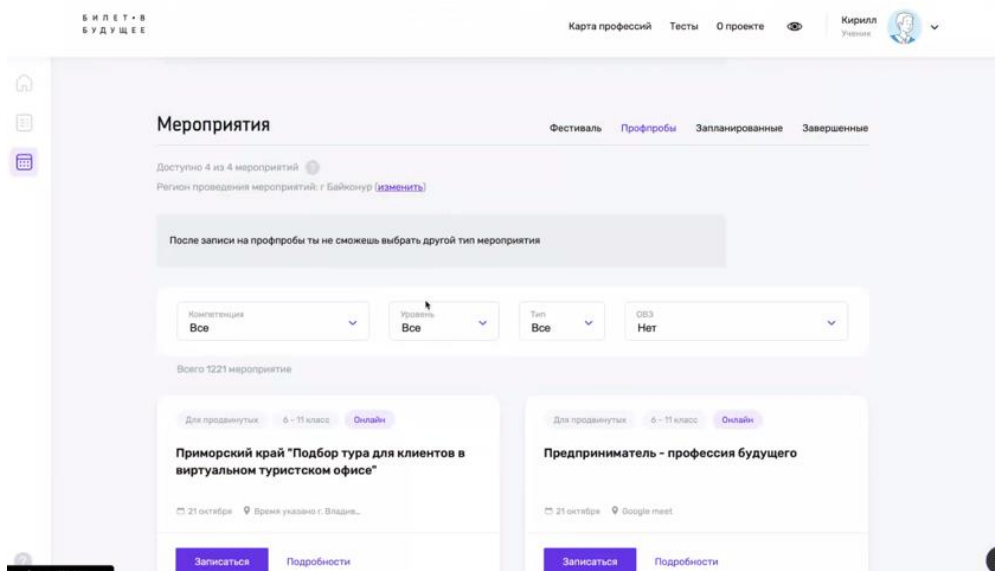 БИЛЕТ·В
БУДУЩЕЕ
Карта профессий Тесты О проекте Кирилл
Ученик
Мероприятия
Фестиваль Профпробы Запланированные Завершенные
Доступно 4 из 4 мероприятий ?
Регион проведения мероприятий: г Байконур (изменить)
После записи на профпробы ты не сможешь выбрать другой тип мероприятия
Компетенция Уровень Тип ОВЗ
Все Все Все Нет
Всего 1221 мероприятие
Для продвинутых 6 – 11 класс Онлайн
Приморский край "Подбор тура для клиентов в
виртуальном туристском офисе"
21 октября Время указано г. Владив...
Записаться Подробности
Для продвинутых 6 – 11 класс Онлайн
Предприниматель - профессия будущего
21 октября Google meet
Записаться Подробности
?